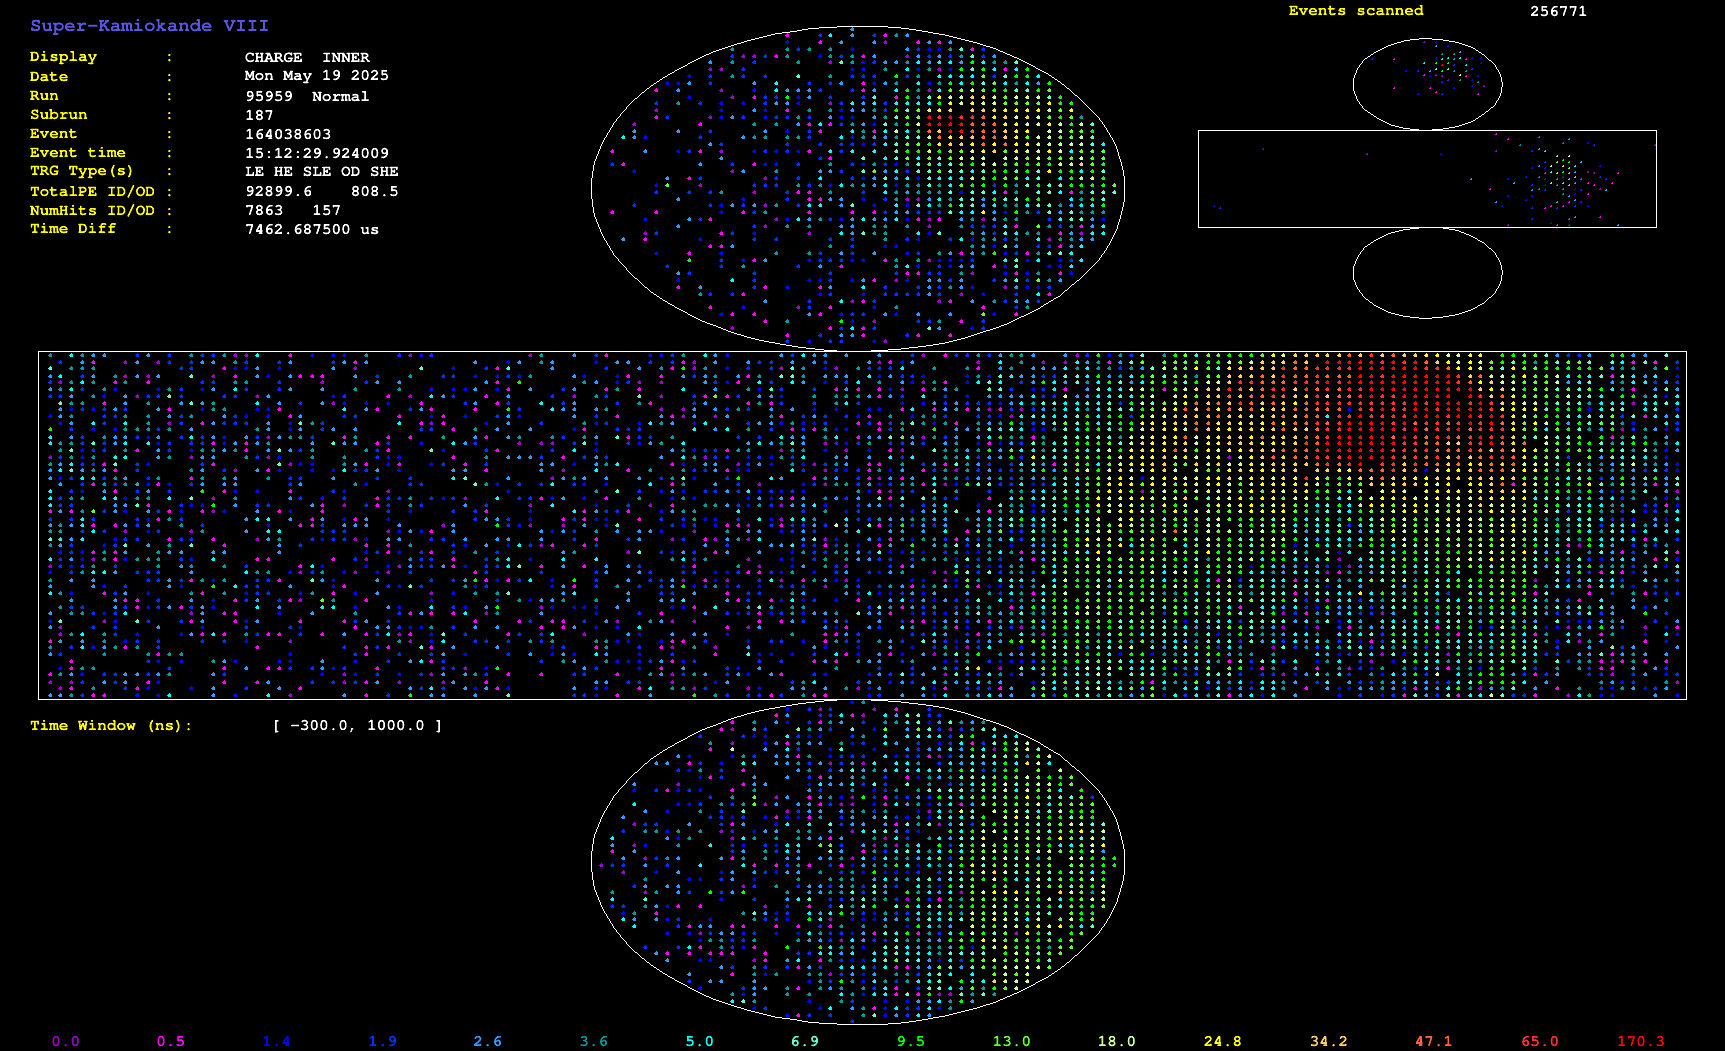 Super-Kamiokande VIII
Display : CHARGE INNER
Date : Mon May 19 2025
Run : 95959 Normal
Subrun : 187
Event : 164038603
Event time : 15:12:29.924009
TRG Type(s) : LE HE SLE OD SHE
TotalPE ID/OD : 92899.6 808.5
NumHits ID/OD : 7863 157
Time Diff : 7462.687500 us
Events scanned 256771
Time Window (ns): [ -300.0, 1000.0 ]
0.0 0.5 1.4 1.9 2.6 3.6 5.0 6.9 9.5 13.0 18.0 24.8 34.2 47.1 65.0 170.3